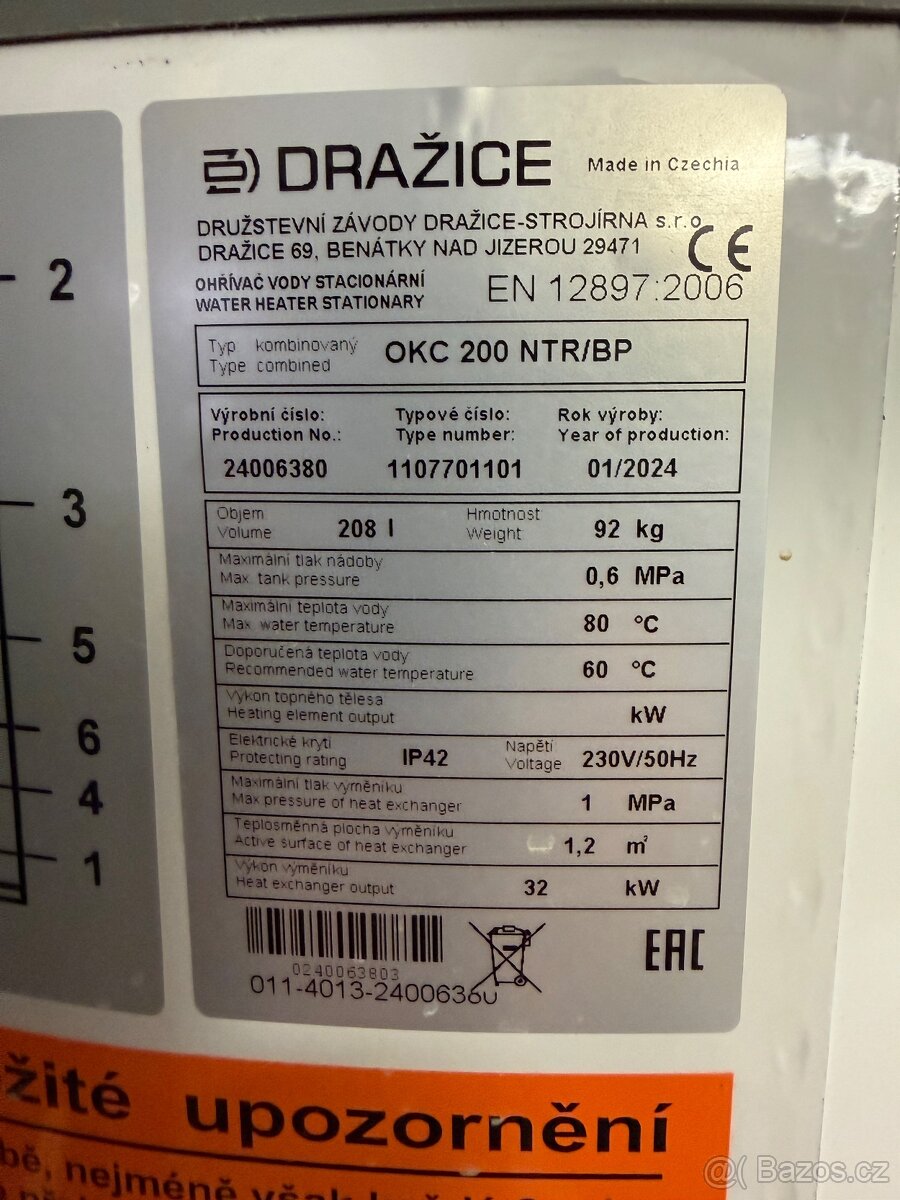 DRAŽICE
Made in Czechia
DRUŽSTEVNÍ ZÁVODY DRAŽICE-STROJÍRNA s.r.o.
DRAŽICE 69, BENÁTKY NAD JIZEROU 29471
CE
OHŘÍVAČ VODY STACIONÁRNÍ
WATER HEATER STATIONARY
EN 12897:2006
Typ kombinovaný
Type combined
OKC 200 NTR/BP
Výrobní číslo: Typové číslo: Rok výroby:
Production No.: Type number: Year of production:
24006380 1107701101 01/2024
Objem
Volume
208 l
Hmotnost
Weight
92 kg
Maximální tlak nádoby
Max. tank pressure
0,6 MPa
Maximální teplota vody
Max water temperature
80 °C
Doporučená teplota vody
Recommended water temperature
60 °C
Výkon topného tělesa
Heating element output
kW
Elektrické krytí
Protecting rating
IP42
Napětí
Voltage
230V/50Hz
Maximální tlak výměníku
Max pressure of heat exchanger
1 MPa
Teplosměnná plocha výměníku
Active surface of heat exchanger
1,2 m²
Výkon výměníku
Heat exchanger output
32 kW
0240063803
011-4013-24006380
EAC
2
3
5
6
4
1
žité upozornění
bě, nejméně však
@( Bazos.cz